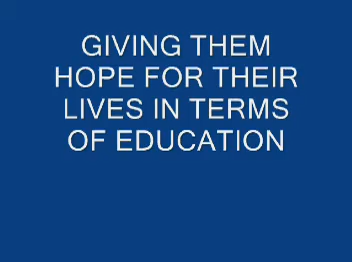 GIVING THEM
HOPE FOR THEIR
LIVES IN TERMS
OF EDUCATION